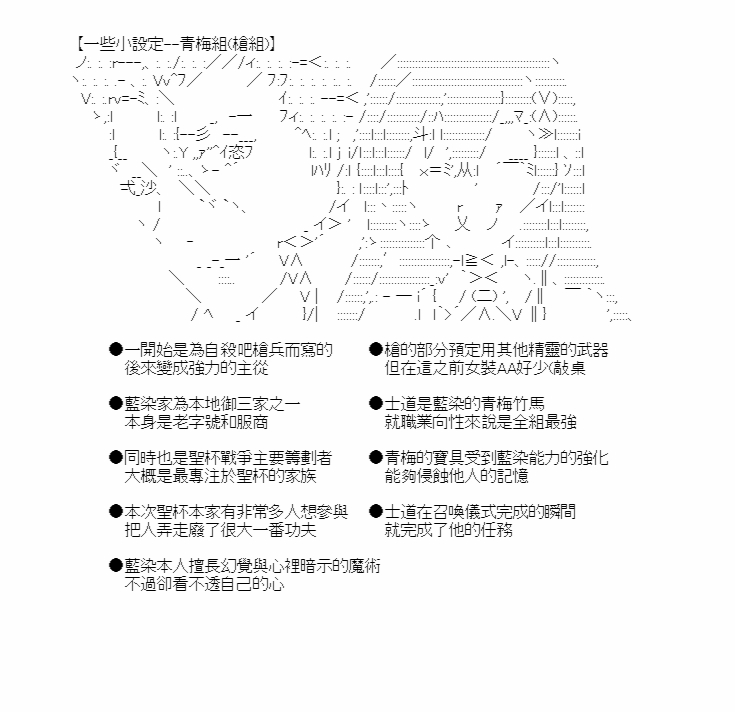 【一些小設定--青梅組(槍組)】
●一開始是為自殺吧槍兵而寫的
後來變成強力的主從
●藍染家為本地御三家之一
本身是老字號和服商
●同時也是聖杯戰爭主要籌劃者
大概是最專注於聖杯的家族
●本次聖杯本家有非常多人想參與
把人弄走廢了很大一番功夫
●藍染本人擅長幻覺與心裡暗示的魔術
不過卻看不透自己的心
●槍的部分預定用其他精靈的武器
但在這之前女裝AA好少(敲桌
●士道是藍染的青梅竹馬
就職業向性來說是全組最強
●青梅的寶具受到藍染能力的強化
能夠侵蝕他人的記憶
●士道在召喚儀式完成的瞬間
就完成了他的任務